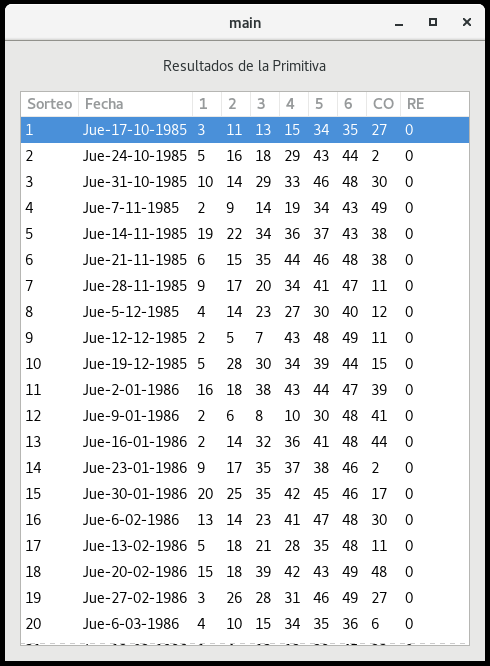 main
Resultados de la Primitiva
Sorteo Fecha 1 2 3 4 5 6 CO RE
1 Jue-17-10-1985 3 11 13 15 34 35 27 0
2 Jue-24-10-1985 5 16 18 29 43 44 2 0
3 Jue-31-10-1985 10 14 29 33 46 48 30 0
4 Jue-7-11-1985 2 9 14 19 34 43 49 0
5 Jue-14-11-1985 19 22 34 36 37 43 38 0
6 Jue-21-11-1985 6 15 35 44 46 48 38 0
7 Jue-28-11-1985 9 17 20 34 41 47 11 0
8 Jue-5-12-1985 4 14 23 27 30 40 12 0
9 Jue-12-12-1985 2 5 7 43 48 49 11 0
10 Jue-19-12-1985 5 28 30 34 39 44 15 0
11 Jue-2-01-1986 16 18 38 43 44 47 39 0
12 Jue-9-01-1986 2 6 8 10 30 48 41 0
13 Jue-16-01-1986 2 14 32 36 41 48 44 0
14 Jue-23-01-1986 9 17 35 37 38 46 2 0
15 Jue-30-01-1986 20 25 35 42 45 46 17 0
16 Jue-6-02-1986 13 14 23 41 47 48 30 0
17 Jue-13-02-1986 5 18 21 28 35 48 11 0
18 Jue-20-02-1986 15 18 39 42 43 49 48 0
19 Jue-27-02-1986 3 26 28 31 46 49 27 0
20 Jue-6-03-1986 4 10 15 34 35 36 6 0